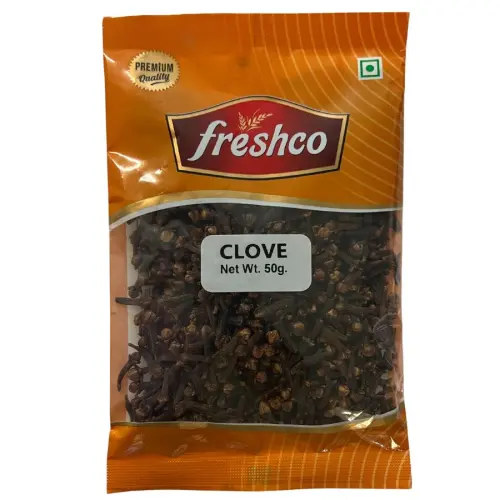 PREMIUM
Quality
freshco
CLOVE
Net Wt. 50g.